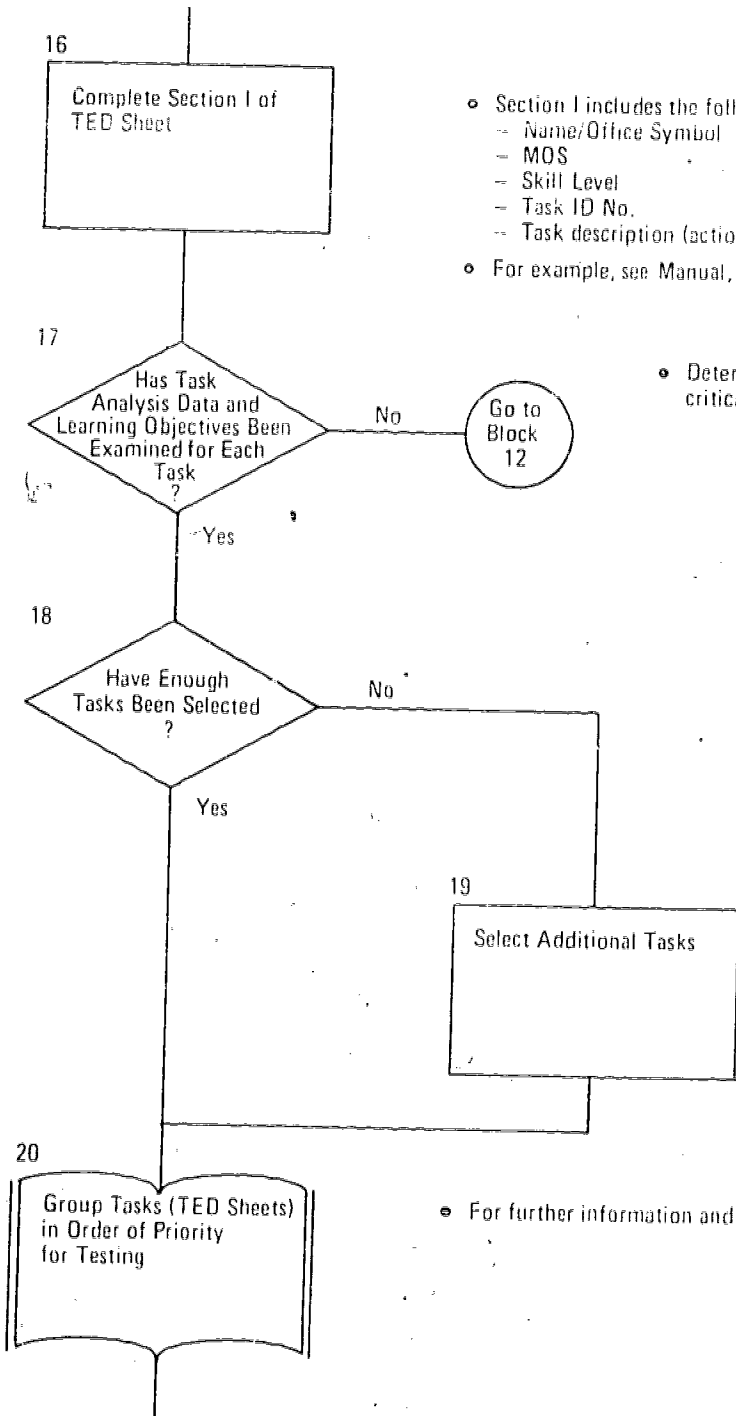 16
Complete Section I of
TED Sheet
• Section I includes the foll
– Name/Office Symbol
– MOS
– Skill Level
– Task ID No.
– Task description (actio
• For example, see Manual,
17
Has Task
Analysis Data and
Learning Objectives Been
Examined for Each
Task
?
No
Go to
Block
12
• Deter
critica
Yes
18
Have Enough
Tasks Been Selected
?
No
Yes
19
Select Additional Tasks
20
Group Tasks (TED Sheets)
in Order of Priority
for Testing
• For further information and